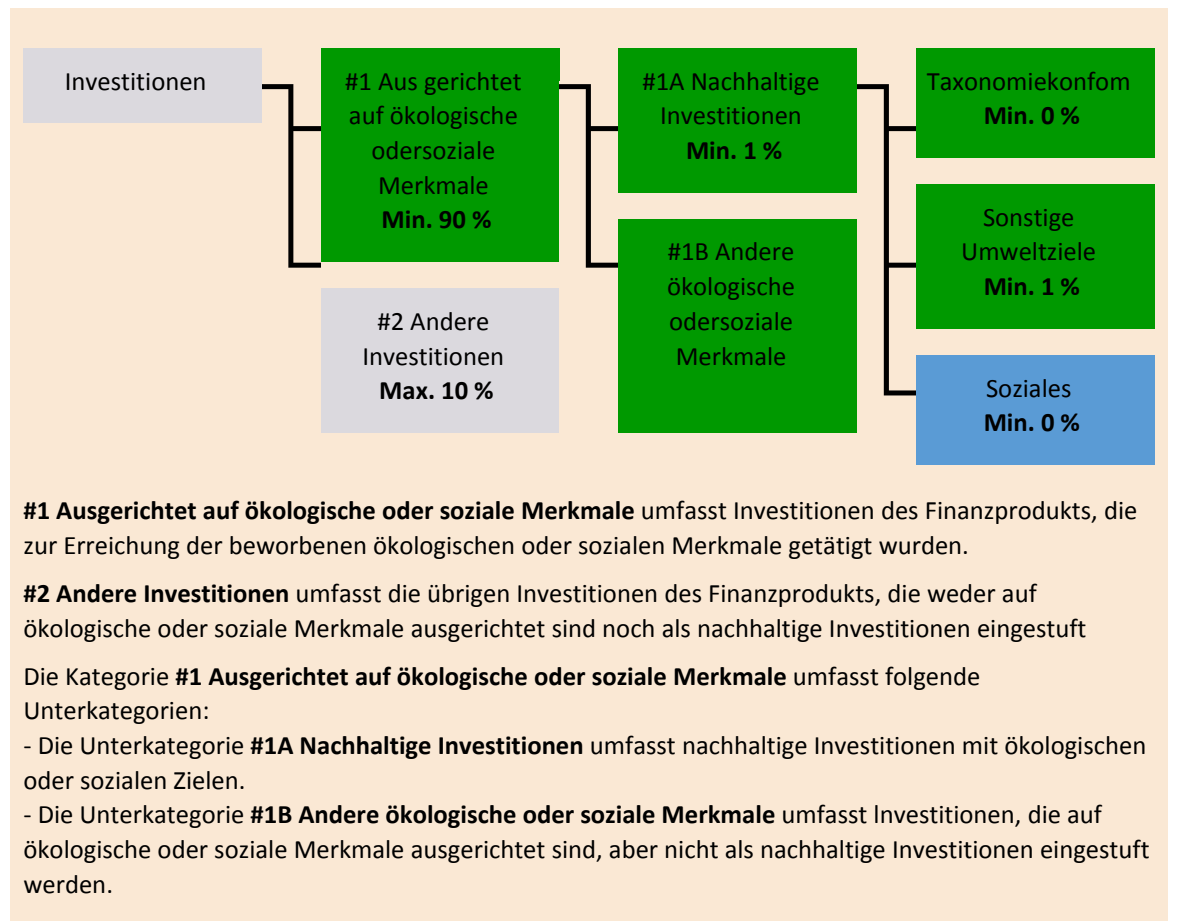 Investitionen
#1 Aus gerichtet
auf ökologische
odersoziale
Merkmale
Min. 90 %
#2 Andere
Investitionen
Max. 10 %
#1A Nachhaltige
Investitionen
Min. 1 %
#1B Andere
ökologische
odersoziale
Merkmale
Taxonomiekonfom
Min. 0 %
Sonstige
Umweltziele
Min. 1 %
Soziales
Min. 0 %
#1 Ausgerichtet auf ökologische oder soziale Merkmale umfasst Investitionen des Finanzprodukts, die
zur Erreichung der beworbenen ökologischen oder sozialen Merkmale getätigt wurden.
#2 Andere Investitionen umfasst die übrigen Investitionen des Finanzprodukts, die weder auf
ökologische oder soziale Merkmale ausgerichtet sind noch als nachhaltige Investitionen eingestuft
Die Kategorie #1 Ausgerichtet auf ökologische oder soziale Merkmale umfasst folgende
Unterkategorien:
- Die Unterkategorie #1A Nachhaltige Investitionen umfasst nachhaltige Investitionen mit ökologischen
oder sozialen Zielen.
- Die Unterkategorie #1B Andere ökologische oder soziale Merkmale umfasst lnvestitionen, die auf
ökologische oder soziale Merkmale ausgerichtet sind, aber nicht als nachhaltige Investitionen eingestuft
werden.